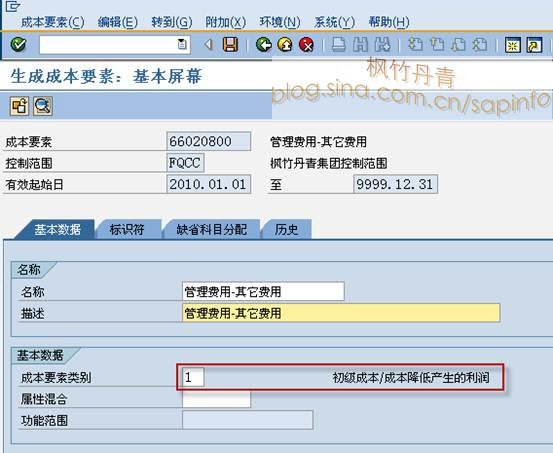 成本要素(C) 编辑(E) 转到(G) 附加(X) 环境(N) 系统(Y) 帮助(H)
生成成本要素: 基本屏幕
枫竹丹青
blog.sina.com.cn/sapinfo
成本要素 66020800 管理费用-其它费用
控制范围 FQCC 枫竹丹青集团控制范围
有效起始日 2010.01.01 至 9999.12.31
基本数据 标识符 缺省科目分配 历史
名称
名称 管理费用-其它费用
描述 管理费用-其它费用
基本数据
成本要素类别 1 初级成本/成本降低产生的利润
属性混合
功能范围